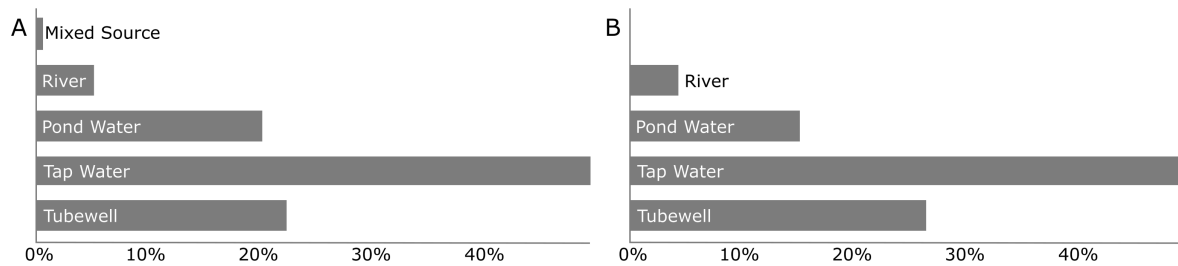 A
Mixed Source
River
Pond Water
Tap Water
Tubewell
0% 10% 20% 30% 40%
B
River
Pond Water
Tap Water
Tubewell
0% 10% 20% 30% 40%